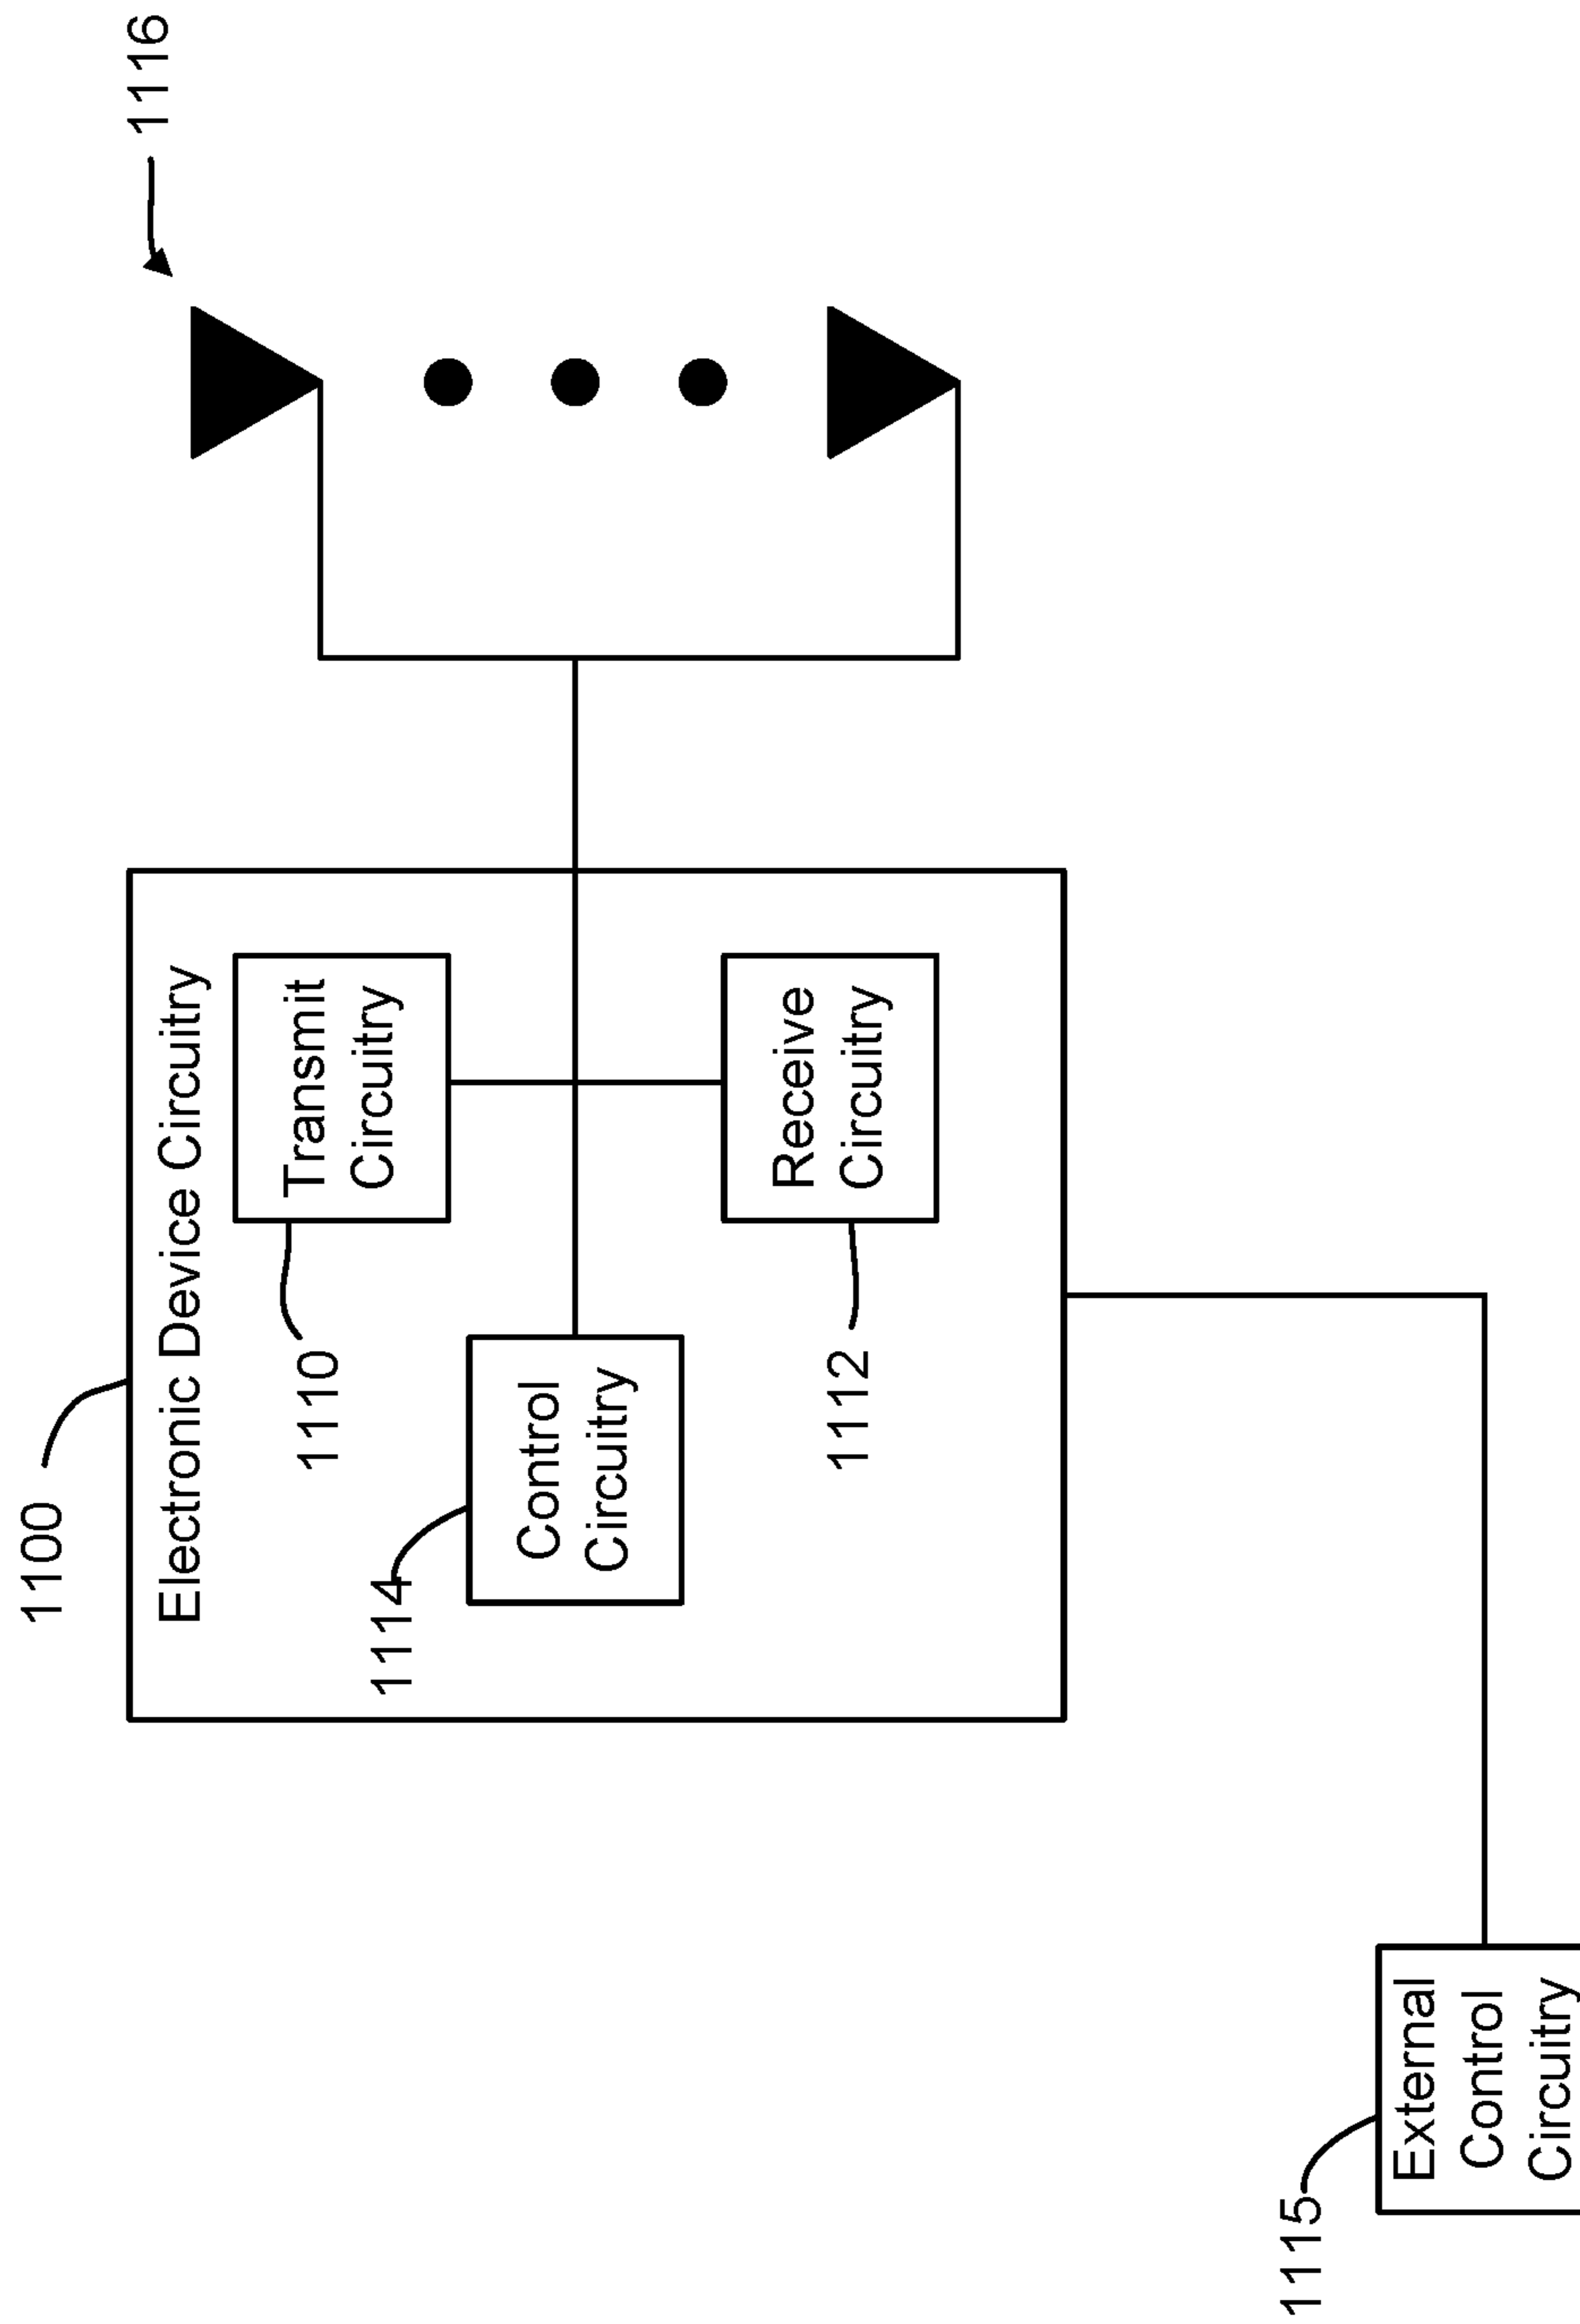 1100
Electronic Device Circuitry
1116
1110
Transmit
Circuitry
1114
Control
Circuitry
1112
Receive
Circuitry
1115
External
Control
Circuitry